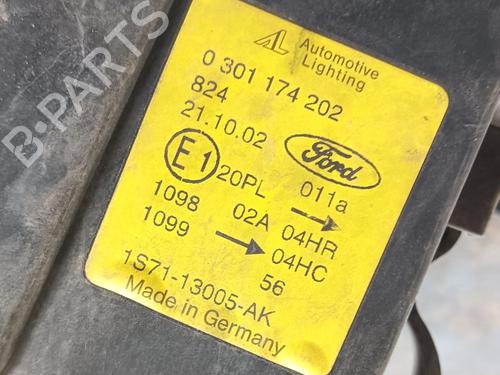 AL Automotive
Lighting
0 301 174 202
824
21.10.02 Ford
E1 20PL 011a
1098 02A 04HR
1099 04HC
56
1S71-13005-AK
Made in Germany
B-PARTS